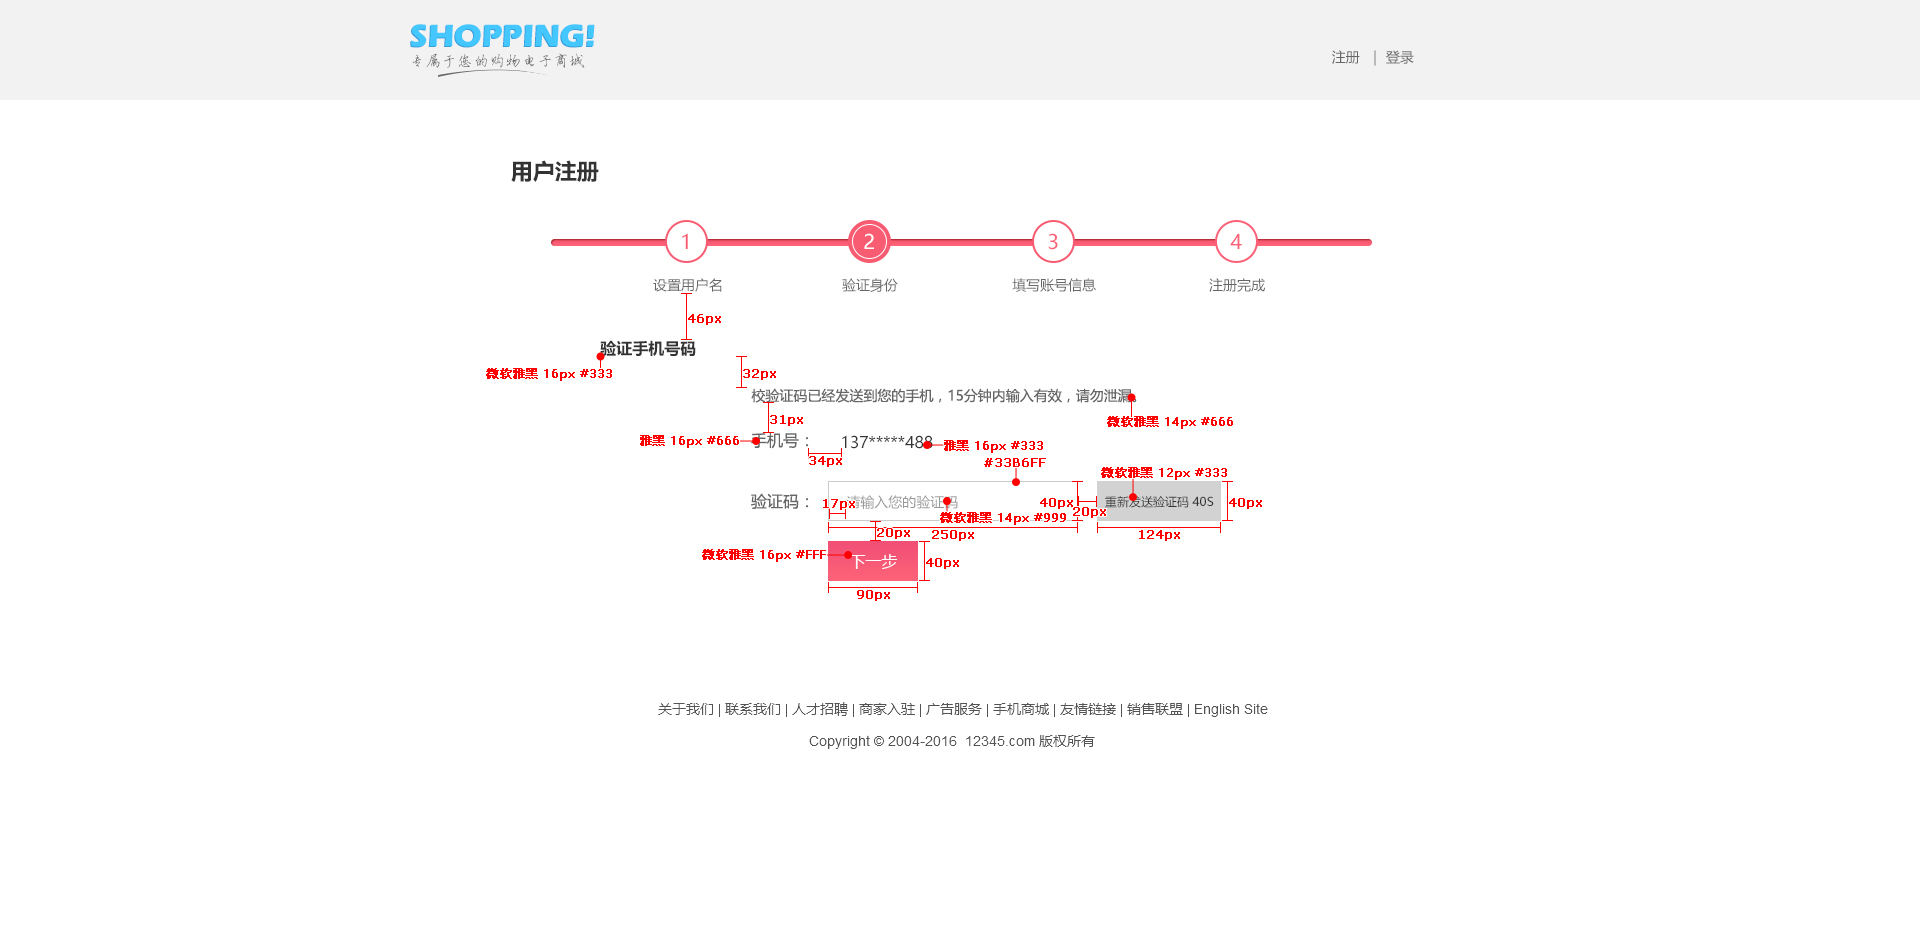 SHOPPING!
专属于您的购物电子商城
注册 | 登录
用户注册
1 2 3 4
设置用户名 验证身份 填写账号信息 注册完成
46px
验证手机号码
微软雅黑 16px #333
32px
校验证码已经发送到您的手机，15分钟内输入有效，请勿泄漏。
31px
微软雅黑 14px #666
雅黑 16px #666
手机号：
137*****488
雅黑 16px #333
34px
#33B6FF
微软雅黑 12px #333
验证码：
17px
请输入您的验证码
40px
20px
重新发送验证码 40S
40px
微软雅黑 14px #999
20px
250px
124px
微软雅黑 16px #FFF
下一步
40px
90px
关于我们 | 联系我们 | 人才招聘 | 商家入驻 | 广告服务 | 手机商城 | 友情链接 | 销售联盟 | English Site
Copyright © 2004-2016 12345.com 版权所有